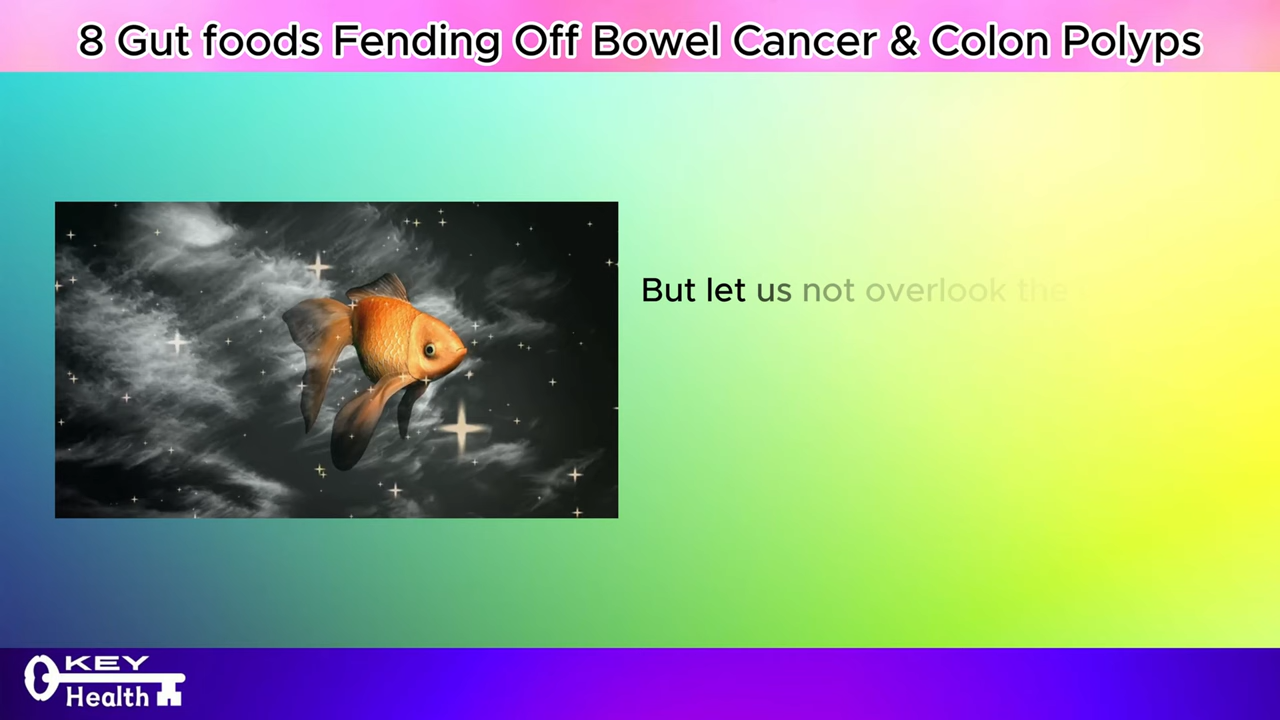 8 Gut foods Fending Off Bowel Cancer & Colon Polyps
But let us not overlook the
KEY
Health